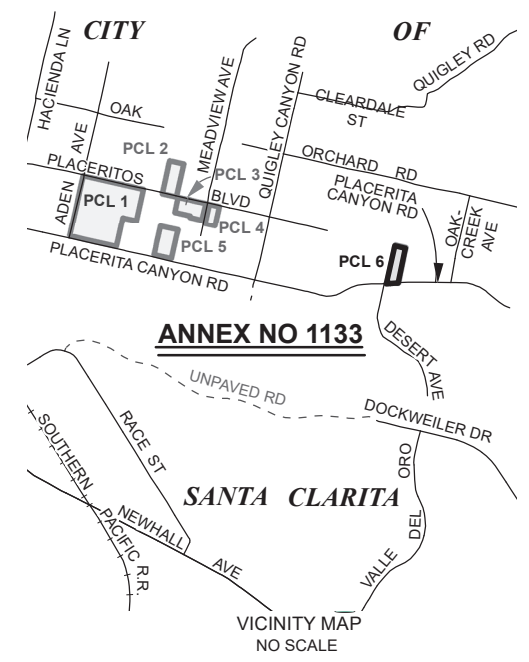 CITY
OF
HACIENDA LN
QUIGLEY RD
MEADVIEW AVE
QUIGLEY CANYON RD
CLEARDALE
ST
OAK
AVE
ADEN
PCL 2
PCL 3
ORCHARD RD
PLACERITOS
BLVD
PLACERITA
CANYON RD
PCL 1
PCL 4
OAK-
CREEK
AVE
PCL 5
PLACERITA CANYON RD
PCL 6
ANNEX NO 1133
DESERT AVE
UNPAVED RD
DOCKWEILER DR
RACE ST
SOUTHERN
PACIFIC R.R.
SANTA CLARITA
VALLE
DEL
ORO
NEWHALL
AVE
VICINITY MAP
NO SCALE